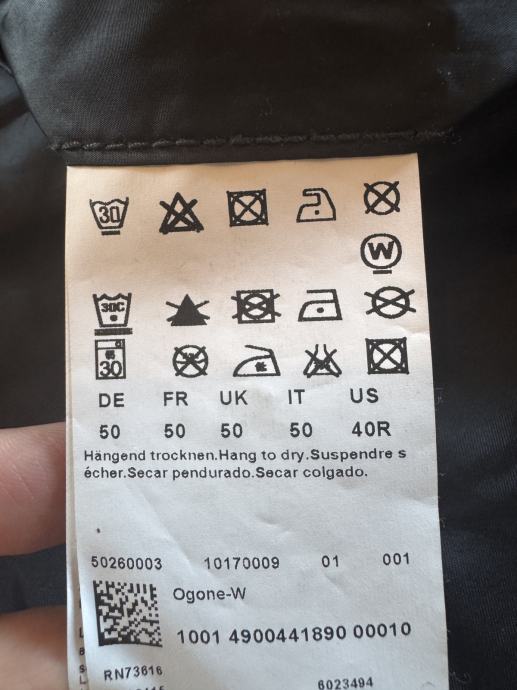 30
W
30C
30
DE FR UK IT US
50 50 50 50 40R
Hängend trocknen.Hang to dry.Suspendre s
écher.Secar pendurado.Secar colgado.
50260003 10170009 01 001
Ogone-W
1001 4900441890 00010
RN73616
6023494